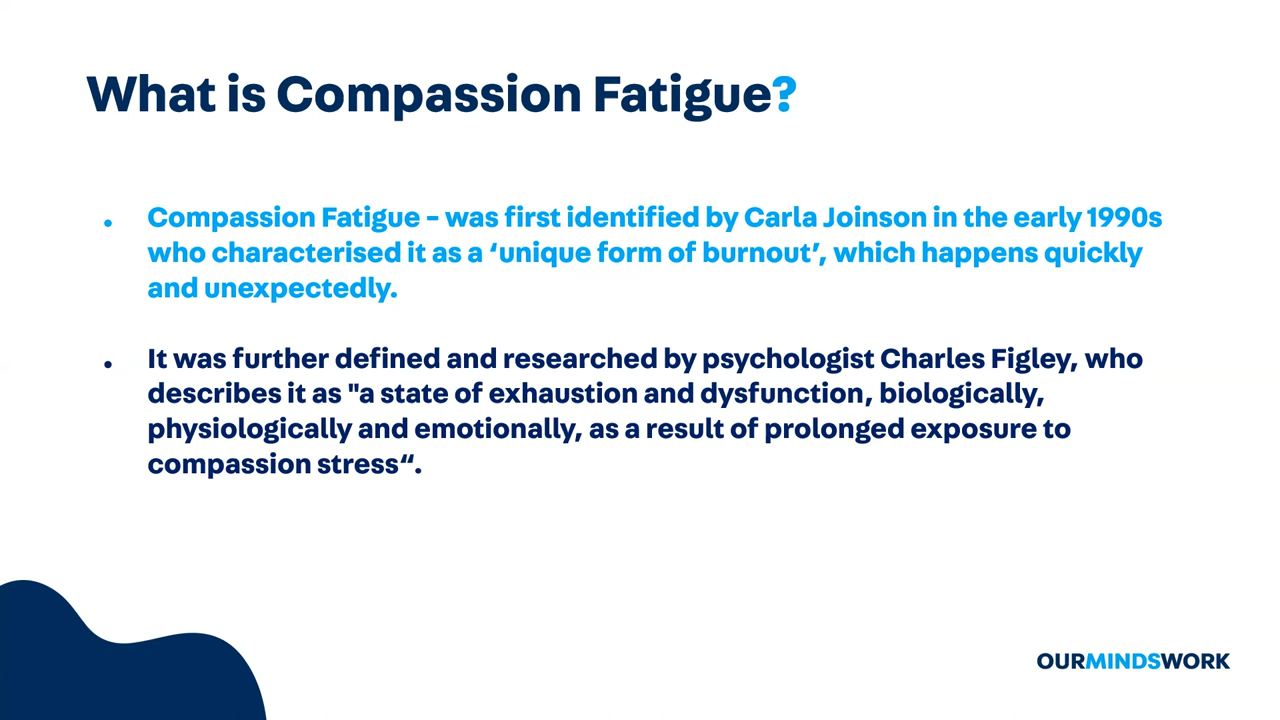 What is Compassion Fatigue?
• Compassion Fatigue – was first identified by Carla Joinson in the early 1990s
who characterised it as a ‘unique form of burnout’, which happens quickly
and unexpectedly.
• It was further defined and researched by psychologist Charles Figley, who
describes it as "a state of exhaustion and dysfunction, biologically,
physiologically and emotionally, as a result of prolonged exposure to
compassion stress“.
OURMINDSWORK